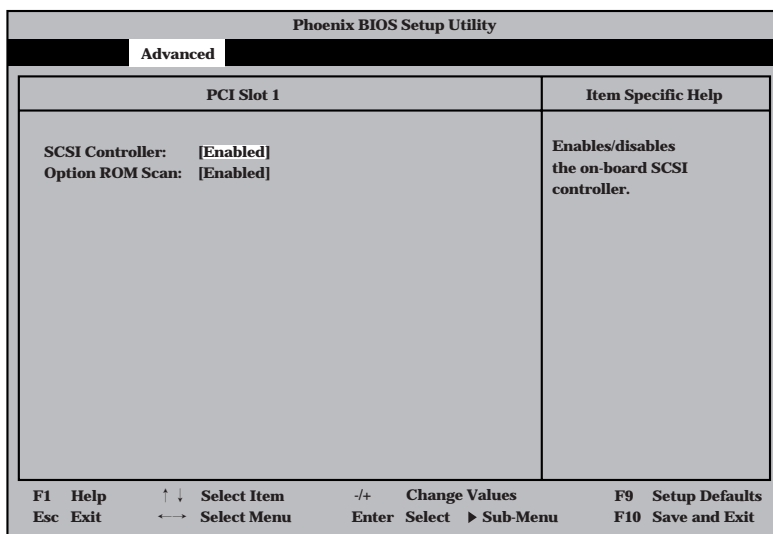 Phoenix BIOS Setup Utility
Advanced
PCI Slot 1
Item Specific Help
SCSI Controller: [Enabled]
Option ROM Scan: [Enabled]
Enables/disables
the on-board SCSI
controller.
F1 Help ↑↓ Select Item -/+ Change Values F9 Setup Defaults
Esc Exit ←→ Select Menu Enter Select ▶ Sub-Menu F10 Save and Exit